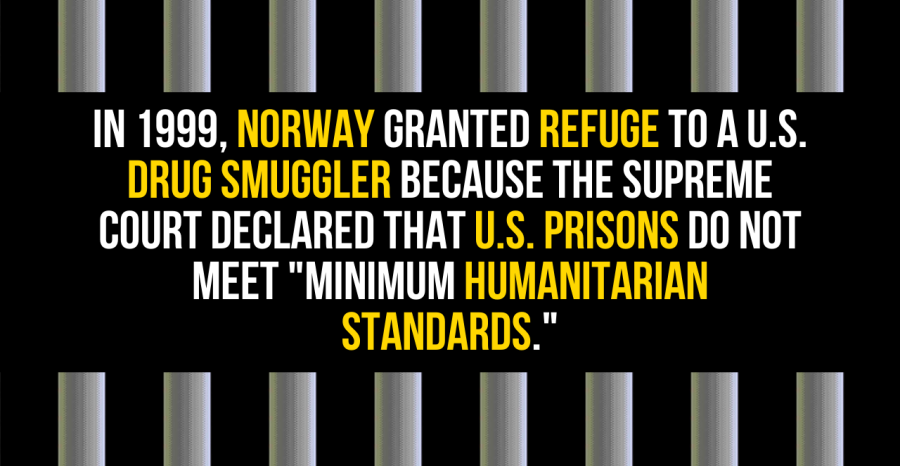 IN 1999, NORWAY GRANTED REFUGE TO A U.S.
DRUG SMUGGLER BECAUSE THE SUPREME
COURT DECLARED THAT U.S. PRISONS DO NOT
MEET "MINIMUM HUMANITARIAN
STANDARDS."